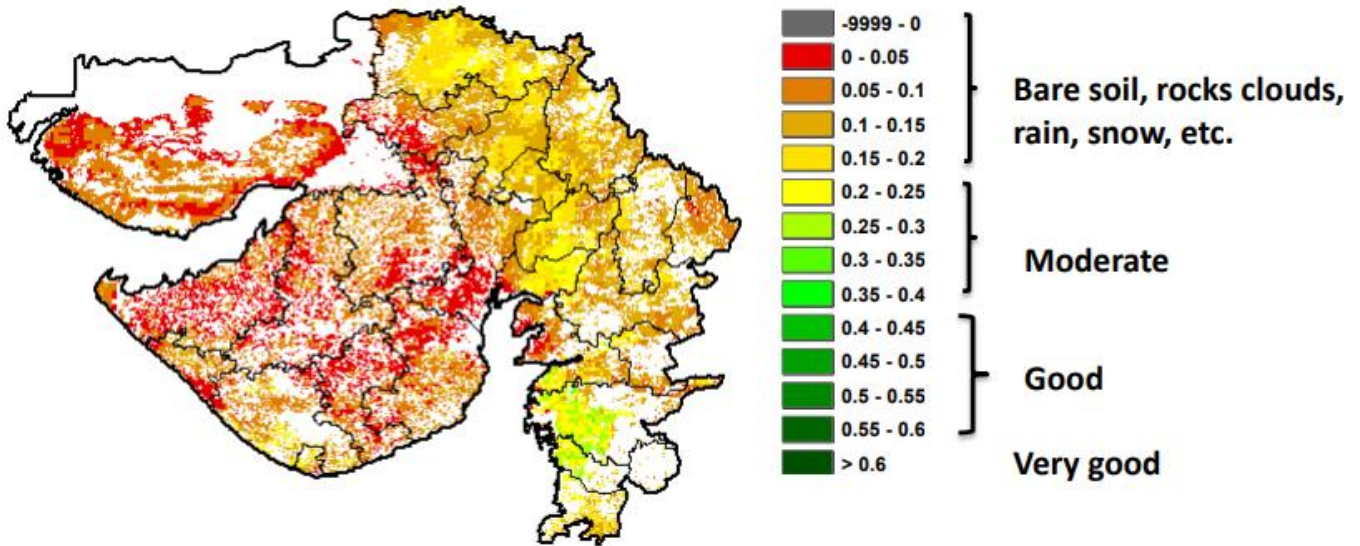 -9999 - 0
0 - 0.05
0.05 - 0.1
0.1 - 0.15
0.15 - 0.2
0.2 - 0.25
0.25 - 0.3
0.3 - 0.35
0.35 - 0.4
0.4 - 0.45
0.45 - 0.5
0.5 - 0.55
0.55 - 0.6
> 0.6
Bare soil, rocks clouds,
rain, snow, etc.
Moderate
Good
Very good